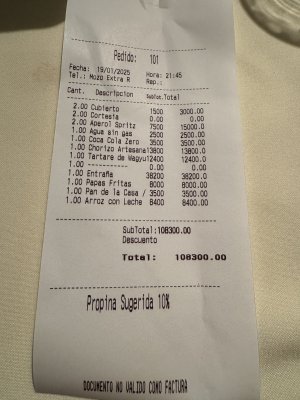 Pedido: 101
Fecha: 19/01/2025 Hora: 21:45
Tel.: Mozo Extra R Rep.:
Cant. Descripcion Subtot. Total
2.00 Cubierto 1500 3000.00
2.00 Cortesia 0.00 0.00
2.00 Aperol Spritz 7500 15000.0
1.00 Agua sin gas 2500 2500.00
1.00 Coca Cola Zero 3500 3500.00
1.00 Chorizo Artesana 13800 13800.0
1.00 Tartare de Wagyu 12400 12400.0
1.00 -- 0.00 0.00
1.00 Entraña 38200 38200.0
1.00 Papas Fritas 8000 8000.00
1.00 Pan de la Casa / 3500 3500.00
1.00 Arroz con Leche 8400 8400.00
SubTotal: 108300.00
Descuento
Total: 108300.00
Propina Sugerida 10%
DOCUMENTO NO VALIDO COMO FACTURA